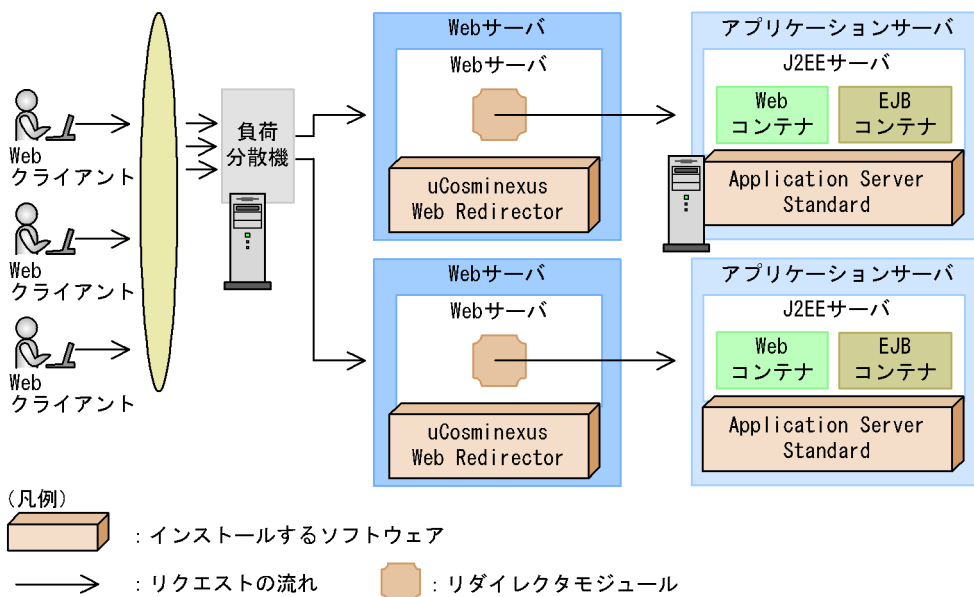 Web
クライアント
Web
クライアント
Web
クライアント
負荷
分散機
Webサーバ
Webサーバ
uCosminexus
Web Redirector
アプリケーションサーバ
J2EEサーバ
Web
コンテナ
EJB
コンテナ
Application Server
Standard
Webサーバ
Webサーバ
uCosminexus
Web Redirector
アプリケーションサーバ
J2EEサーバ
Web
コンテナ
EJB
コンテナ
Application Server
Standard
(凡例)
:インストールするソフトウェア
:リクエストの流れ
:リダイレクタモジュール